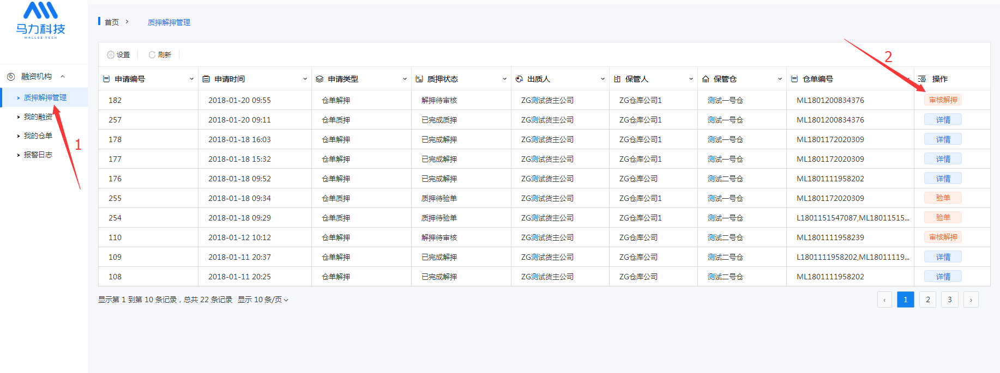 马力科技
MALLEE TECH
首页 > 质押解押管理
设置 刷新
融资机构
质押解押管理
我的融资
我的仓单
报警日志
1
2
申请编号 申请时间 申请类型 质押状态 出质人 保管人 保管仓 仓单编号 操作
182 2018-01-20 09:55 仓单解押 解押待审核 ZG测试货主公司 ZG仓库公司1 测试一号仓 ML1801200834376 审核解押
257 2018-01-20 09:11 仓单质押 已完成质押 ZG测试货主公司 ZG仓库公司1 测试一号仓 ML1801200834376 详情
178 2018-01-18 16:03 仓单解押 已完成解押 ZG测试货主公司 ZG仓库公司1 测试一号仓 ML1801172020309 详情
177 2018-01-18 15:32 仓单解押 已完成解押 ZG测试货主公司 ZG仓库公司1 测试一号仓 ML1801172020309 详情
176 2018-01-18 09:52 仓单解押 已完成解押 ZG测试货主公司 ZG仓库公司 测试二号仓 ML1801111958202 详情
255 2018-01-18 09:34 仓单质押 质押待验单 ZG测试货主公司 ZG仓库公司1 测试一号仓 ML1801172020309 验单
254 2018-01-18 09:29 仓单质押 质押待验单 ZG测试货主公司 ZG仓库公司1 测试一号仓 L1801151547087,ML18011515... 验单
110 2018-01-12 10:12 仓单解押 解押待审核 ZG测试货主公司 ZG仓库公司 测试二号仓 ML1801111958239 审核解押
109 2018-01-11 20:37 仓单解押 已完成解押 ZG测试货主公司 ZG仓库公司 测试二号仓 L1801111958202,ML18011119... 详情
108 2018-01-11 20:25 仓单解押 已完成解押 ZG测试货主公司 ZG仓库公司 测试二号仓 ML1801111958202 详情
显示第 1 到第 10 条记录，总共 22 条记录 显示 10 条/页
‹ 1 2 3 ›